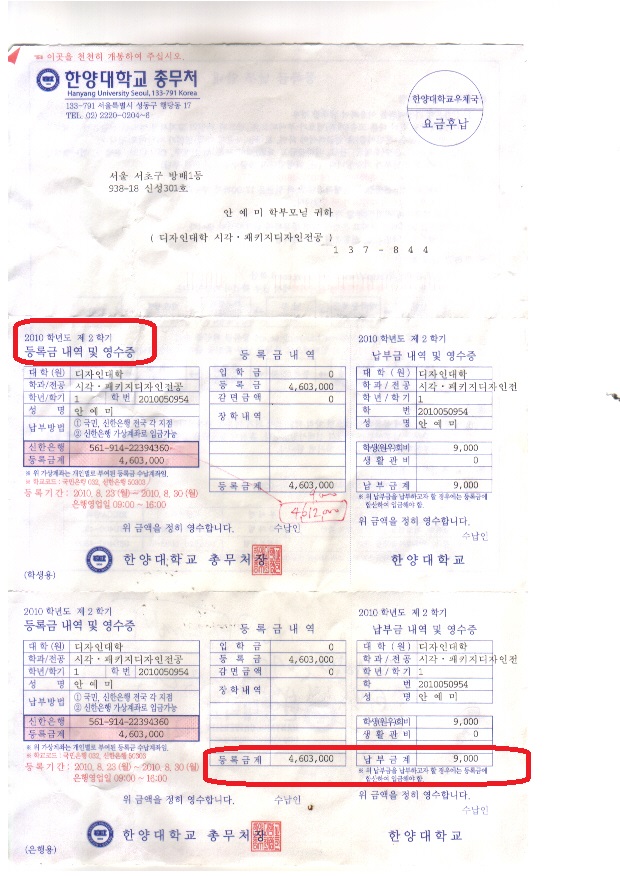 ☜ 이곳을 천천히 개통하여 주십시오.
한양대학교 총무처
Hanyang University Seoul, 133-791 Korea
133-791 서울특별시 성동구 행당동 17
TEL. (02) 2220-0204~8
한양대학교우체국
요금후납
서울 서초구 방배1동
938-18 신성301호
안 예 미 학부모님 귀하
( 디자인대학 시각·패키지디자인전공 )
1 3 7 - 8 4 4
2010 학년도 제 2 학기
등록금 내역 및 영수증
대 학 (원) 디자인대학
학과/전공 시각·패키지디자인전공
학년/학기 1 학 번 2010050954
성 명 안 예 미
납부방법 ① 국민, 신한은행 전국 각 지점
② 신한은행 가상계좌로 입금가능
신한은행 561-914-22394360
등록금계 4,603,000
※ 위 가상계좌는 개인별로 부여된 등록금 수납계좌임.
※ 학교코드 : 국민은행 032, 신한은행 50303
등록기간 : 2010. 8. 23 (월) ~ 2010. 8. 30 (월)
은행영업일 09:00 ~ 16:00
등 록 금 내 역
입 학 금 0
등 록 금 4,603,000
감 면 금 액 0
장 학 내 역
등 록 금 계 4,603,000
9,000
4,612,000
위 금액을 정히 영수합니다. 수납인
한 양 대 학 교 총 무 처 장
(학생용)
2010 학년도 제 2 학기
납부금 내역 및 영수증
대 학 (원) 디자인대학
학 과 / 전 공 시각·패키지디자인전
학 년 / 학 기 1
학 번 2010050954
성 명 안 예 미
학생(원우)회비 9,000
생 활 관 비 0
납 부 금 계 9,000
※ 위 납부금을 납부하고자 할 경우에는 등록금에
합산하여 입금해야 함.
위 금액을 정히 영수합니다.
수납인
한 양 대 학 교
2010 학년도 제 2 학기
등록금 내역 및 영수증
대 학 (원) 디자인대학
학과/전공 시각·패키지디자인전공
학년/학기 1 학 번 2010050954
성 명 안 예 미
납부방법 ① 국민, 신한은행 전국 각 지점
② 신한은행 가상계좌로 입금가능
신한은행 561-914-22394360
등록금계 4,603,000
※ 위 가상계좌는 개인별로 부여된 등록금 수납계좌임.
※ 학교코드 : 국민은행 032, 신한은행 50303
등록기간 : 2010. 8. 23 (월) ~ 2010. 8. 30 (월)
은행영업일 09:00 ~ 16:00
등 록 금 내 역
입 학 금 0
등 록 금 4,603,000
감 면 금 액 0
장 학 내 역
등 록 금 계 4,603,000
위 금액을 정히 영수합니다. 수납인
한 양 대 학 교 총 무 처 장
(은행용)
2010 학년도 제 2 학기
납부금 내역 및 영수증
대 학 (원) 디자인대학
학 과 / 전 공 시각·패키지디자인전
학 년 / 학 기 1
학 번 2010050954
성 명 안 예 미
학생(원우)회비 9,000
생 활 관 비 0
납 부 금 계 9,000
※ 위 납부금을 납부하고자 할 경우에는 등록금에
합산하여 입금해야 함.
위 금액을 정히 영수합니다.
수납인
한 양 대 학 교